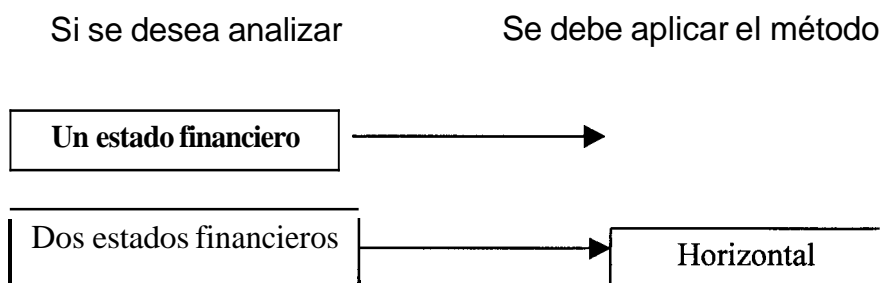 Si se desea analizar Se debe aplicar el método
Un estado financiero
Dos estados financieros Horizontal